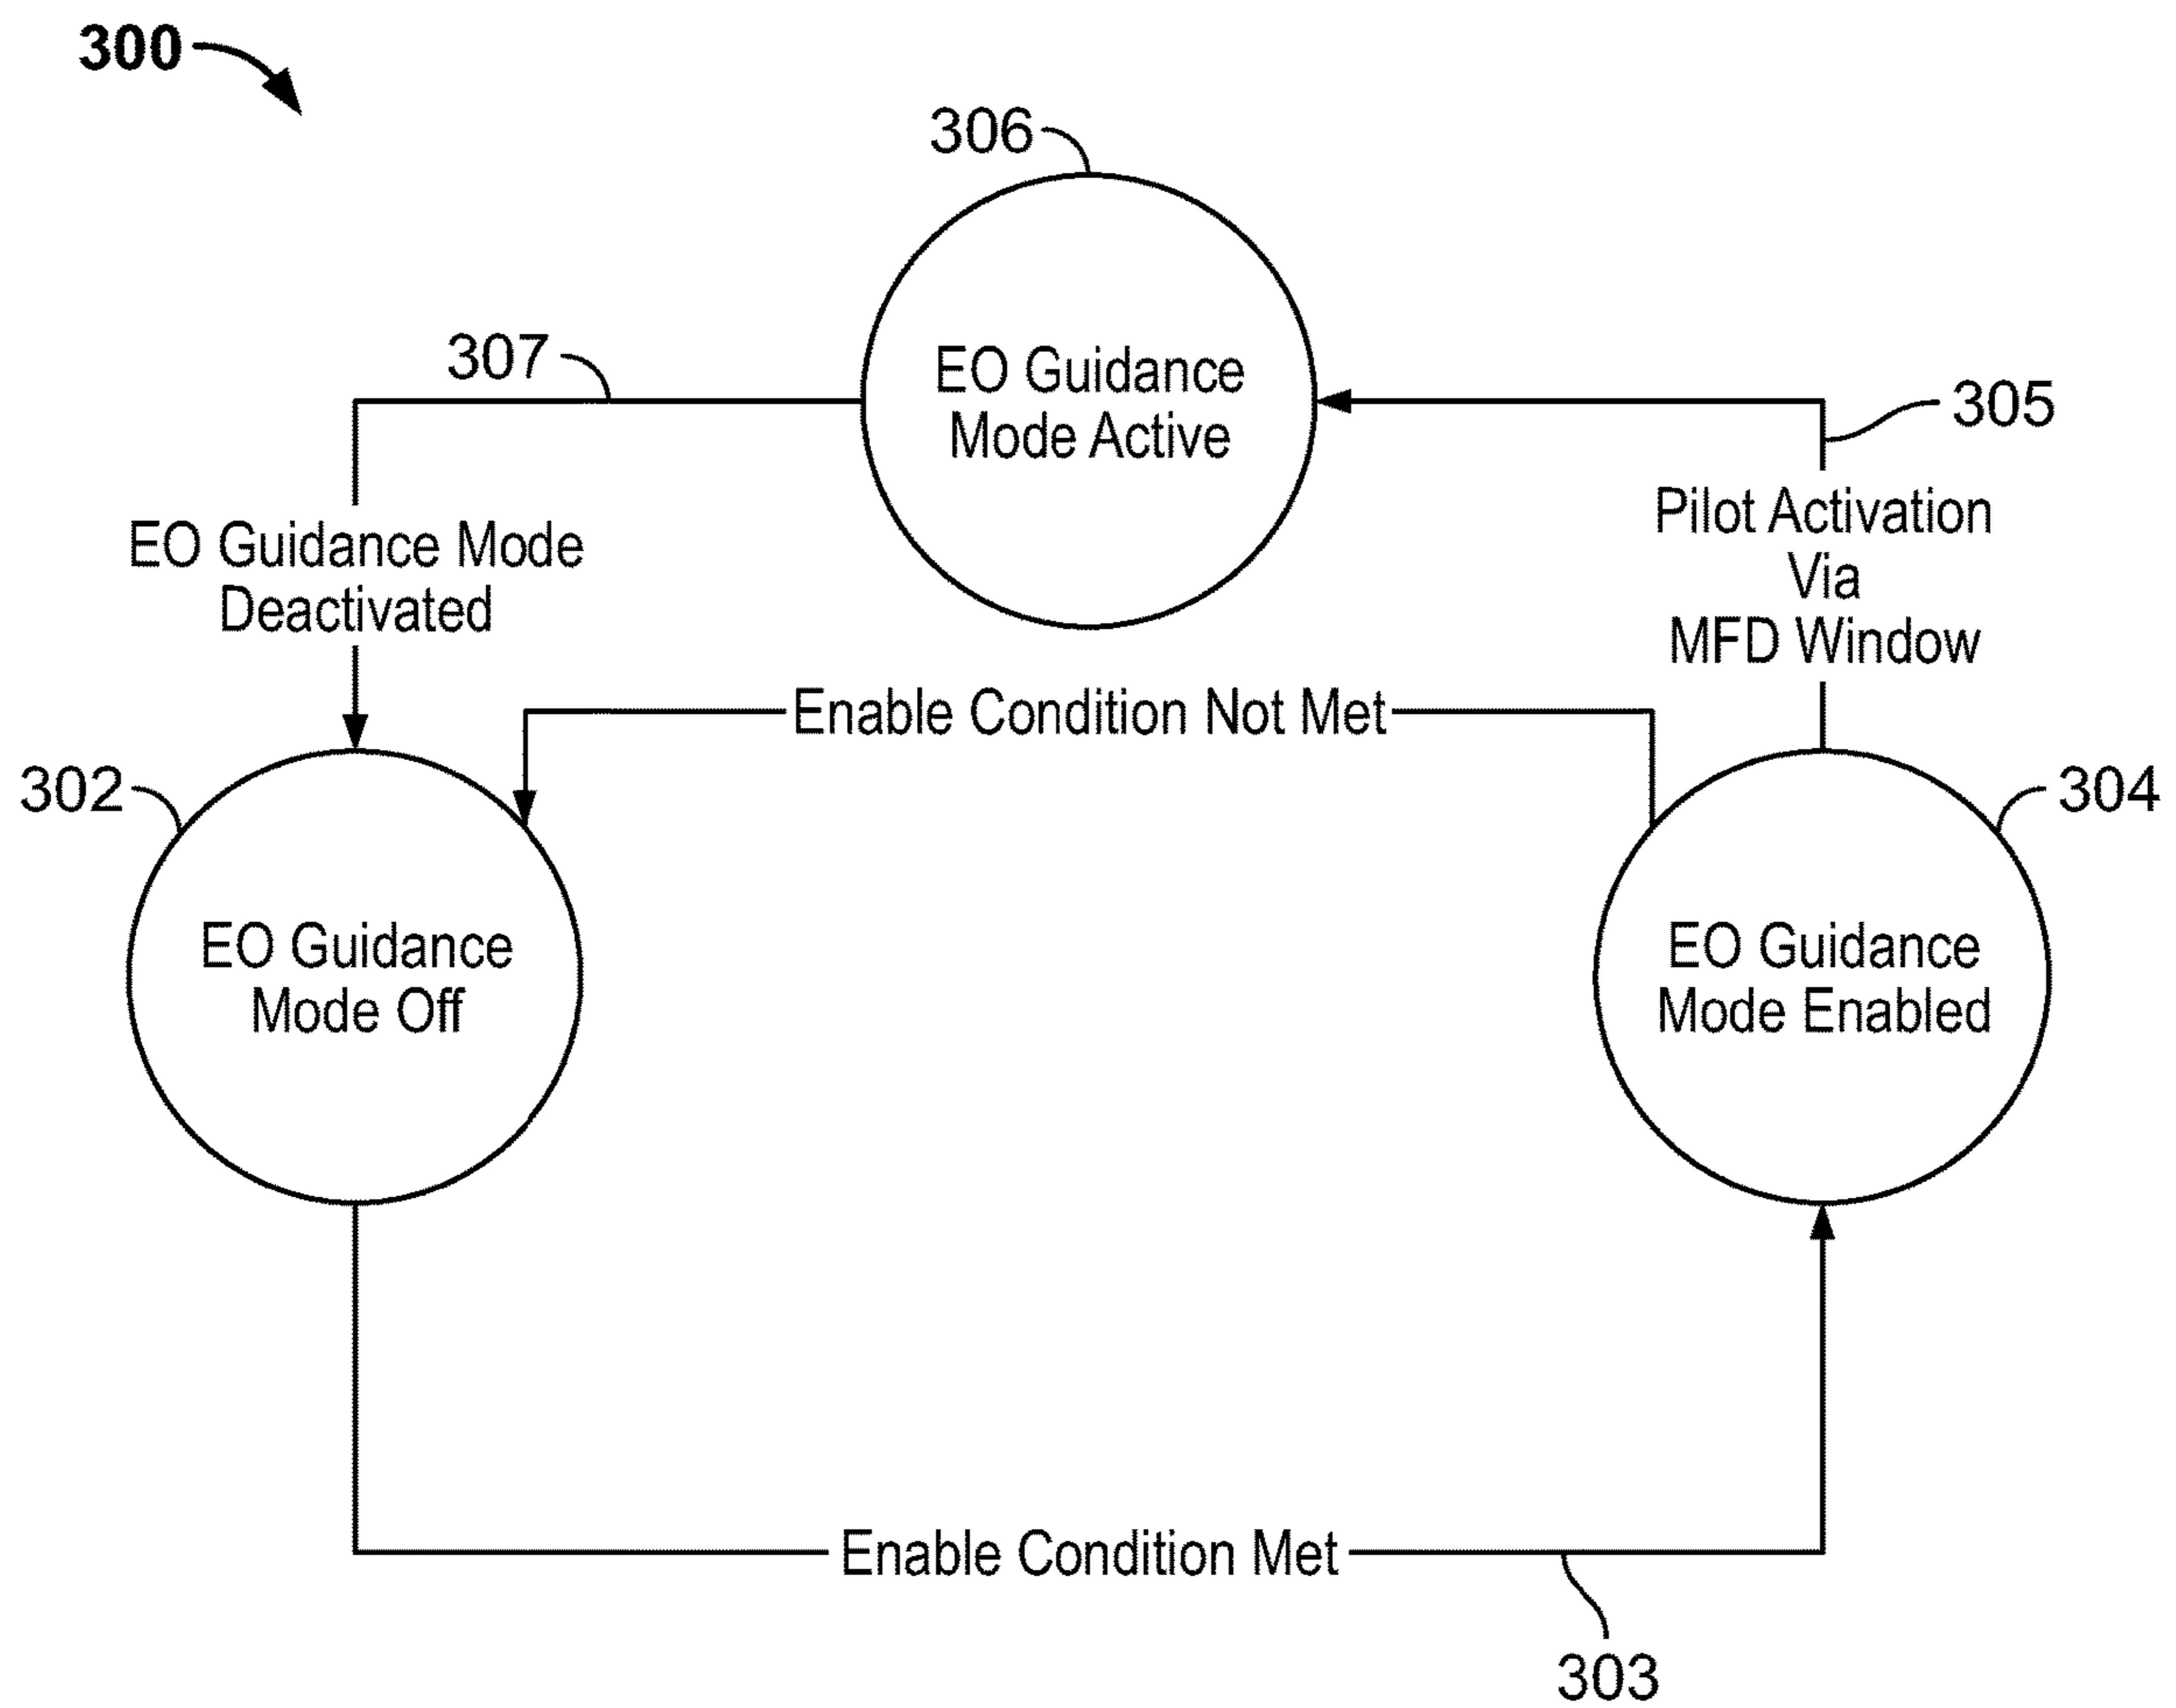 300
306
EO Guidance
Mode Active
307
305
EO Guidance Mode
Deactivated
Pilot Activation
Via
MFD Window
Enable Condition Not Met
302
304
EO Guidance
Mode Off
EO Guidance
Mode Enabled
Enable Condition Met
303